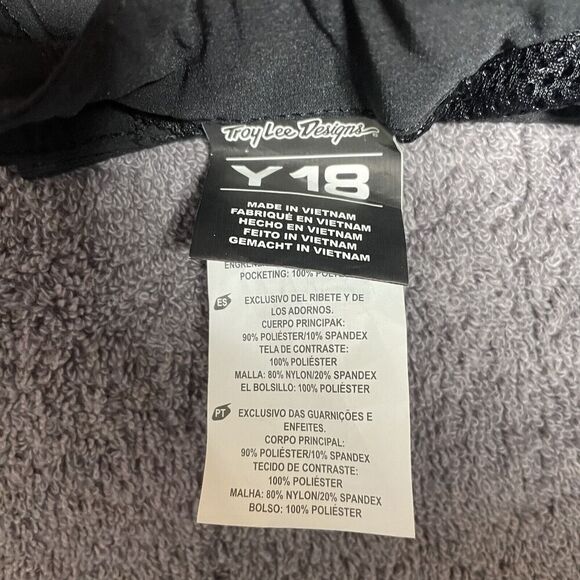 Troy Lee Designs
Y 18
MADE IN VIETNAM
FABRIQUÉ EN VIETNAM
HECHO EN VIETNAM
FEITO IN VIETNAM
GEMACHT IN VIETNAM
POCKETING: 100%
ES EXCLUSIVO DEL RIBETE Y DE
LOS ADORNOS.
CUERPO PRINCIPAK:
90% POLIÉSTER/10% SPANDEX
TELA DE CONTRASTE:
100% POLIÉSTER
MALLA: 80% NYLON/20% SPANDEX
EL BOLSILLO: 100% POLIÉSTER
PT EXCLUSIVO DAS GUARNIÇÕES E
ENFEITES.
CORPO PRINCIPAL:
90% POLIÉSTER/10% SPANDEX
TECIDO DE CONTRASTE:
100% POLIÉSTER
MALHA: 80% NYLON/20% SPANDEX
BOLSO: 100% POLIÉSTER